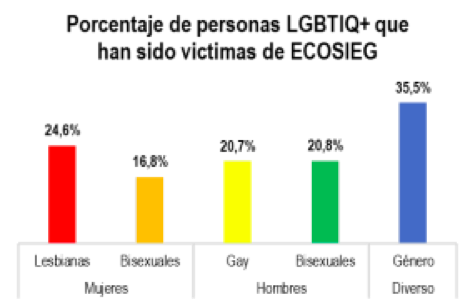 Porcentaje de personas LGBTIQ+ que
han sido victimas de ECOSIEG
35,5%
24,6%
20,7%
20,8%
16,8%
Lesbianas Bisexuales Gay Bisexuales Género
Mujeres Hombres Diverso